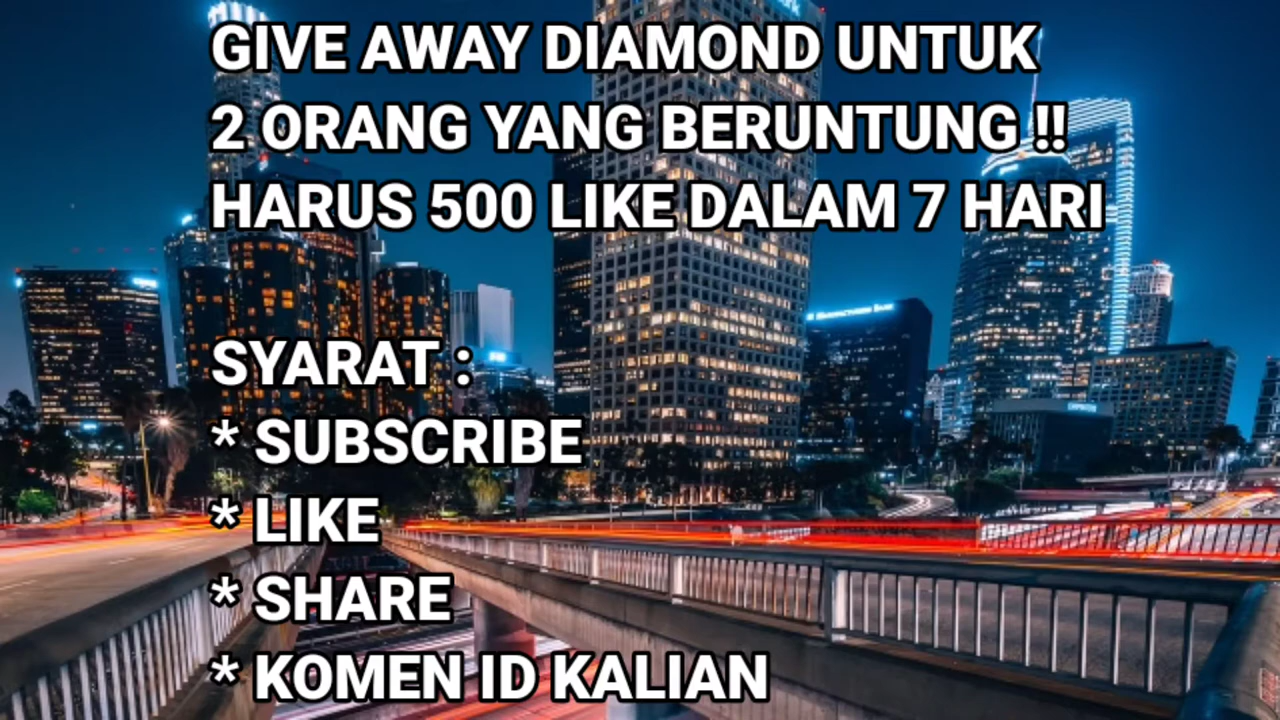 GIVE AWAY DIAMOND UNTUK
2 ORANG YANG BERUNTUNG !!
HARUS 500 LIKE DALAM 7 HARI
SYARAT :
* SUBSCRIBE
* LIKE
* SHARE
* KOMEN ID KALIAN